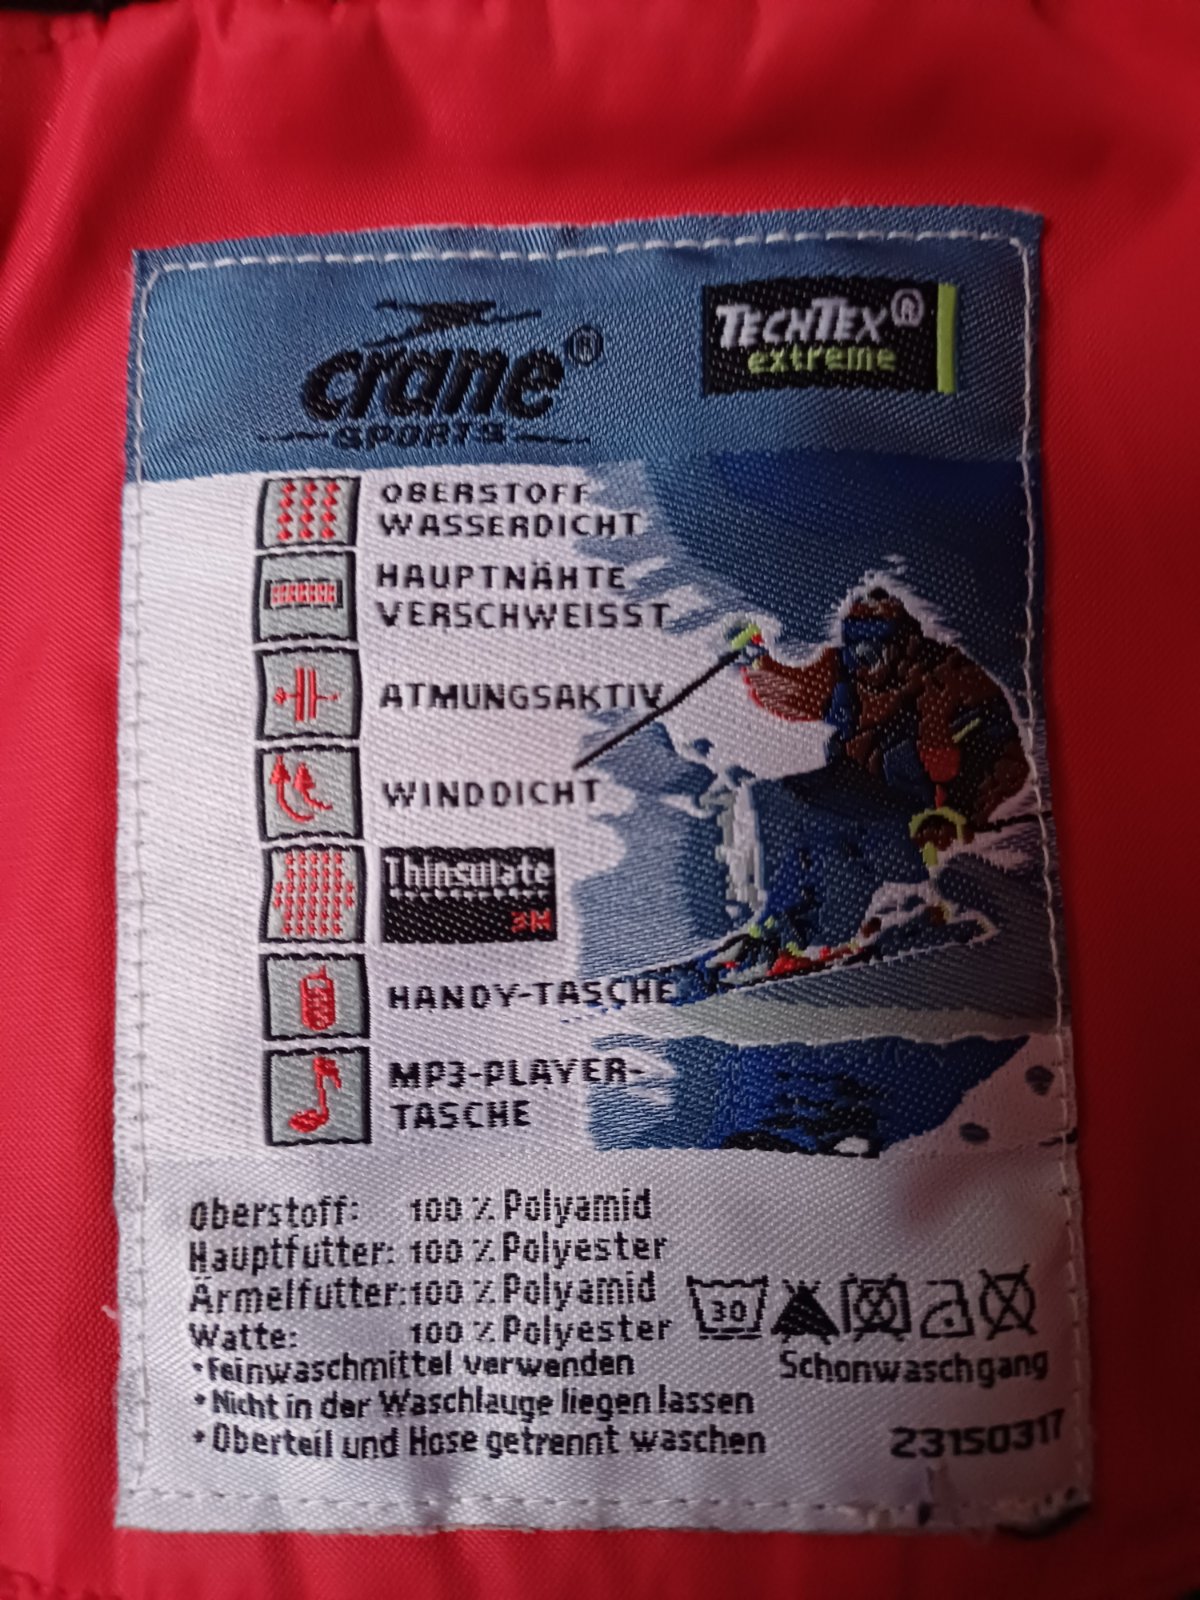 crane®
SPORTS
TECHTEX®
extreme
OBERSTOFF
WASSERDICHT
HAUPTNÄHTE
VERSCHWEISST
ATMUNGSAKTIV
WINDDICHT
Thinsulate
3M
HANDY-TASCHE
MP3-PLAYER-
TASCHE
Oberstoff: 100 % Polyamid
Hauptfutter: 100 % Polyester
Ärmelfutter: 100 % Polyamid
Watte: 100 % Polyester
30
•Feinwaschmittel verwenden
Schonwaschgang
•Nicht in der Waschlauge liegen lassen
•Oberteil und Hose getrennt waschen
23150317